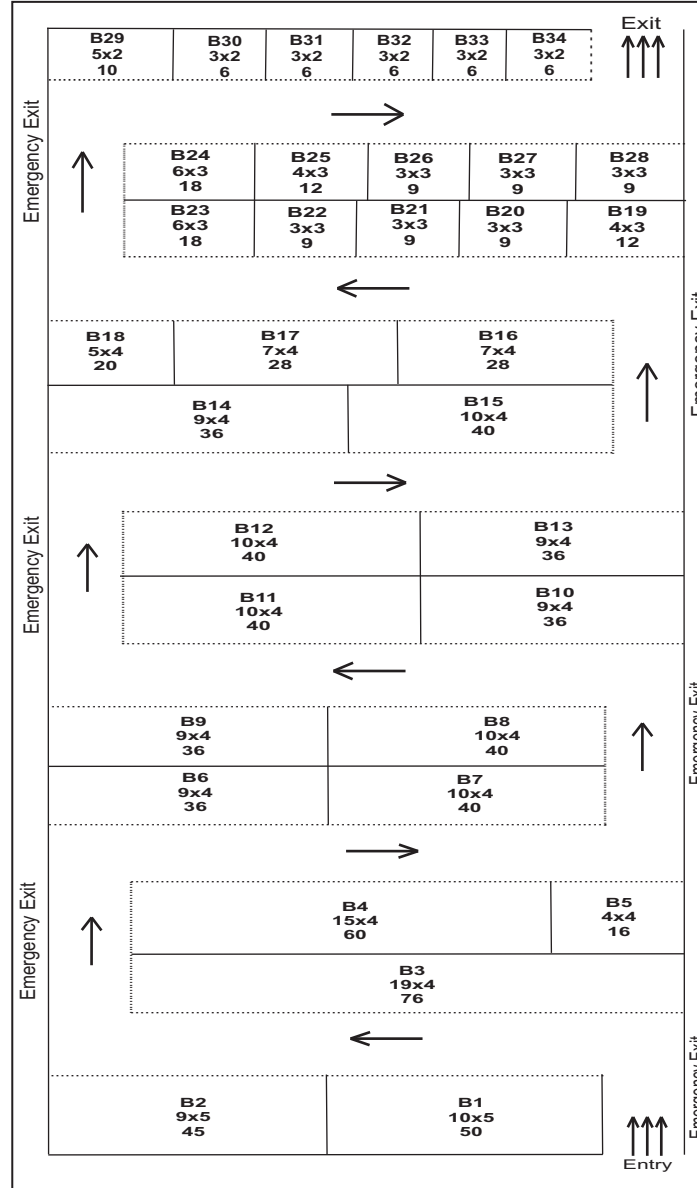 Exit
B29
5x2
10
B30
3x2
6
B31
3x2
6
B32
3x2
6
B33
3x2
6
B34
3x2
6
Emergency Exit
B24
6x3
18
B25
4x3
12
B26
3x3
9
B27
3x3
9
B28
3x3
9
B23
6x3
18
B22
3x3
9
B21
3x3
9
B20
3x3
9
B19
4x3
12
Emergency Exit
B18
5x4
20
B17
7x4
28
B16
7x4
28
B14
9x4
36
B15
10x4
40
Emergency Exit
B12
10x4
40
B13
9x4
36
B11
10x4
40
B10
9x4
36
Emergency Exit
B9
9x4
36
B8
10x4
40
B6
9x4
36
B7
10x4
40
Emergency Exit
B4
15x4
60
B5
4x4
16
B3
19x4
76
Emergency Exit
B2
9x5
45
B1
10x5
50
Entry